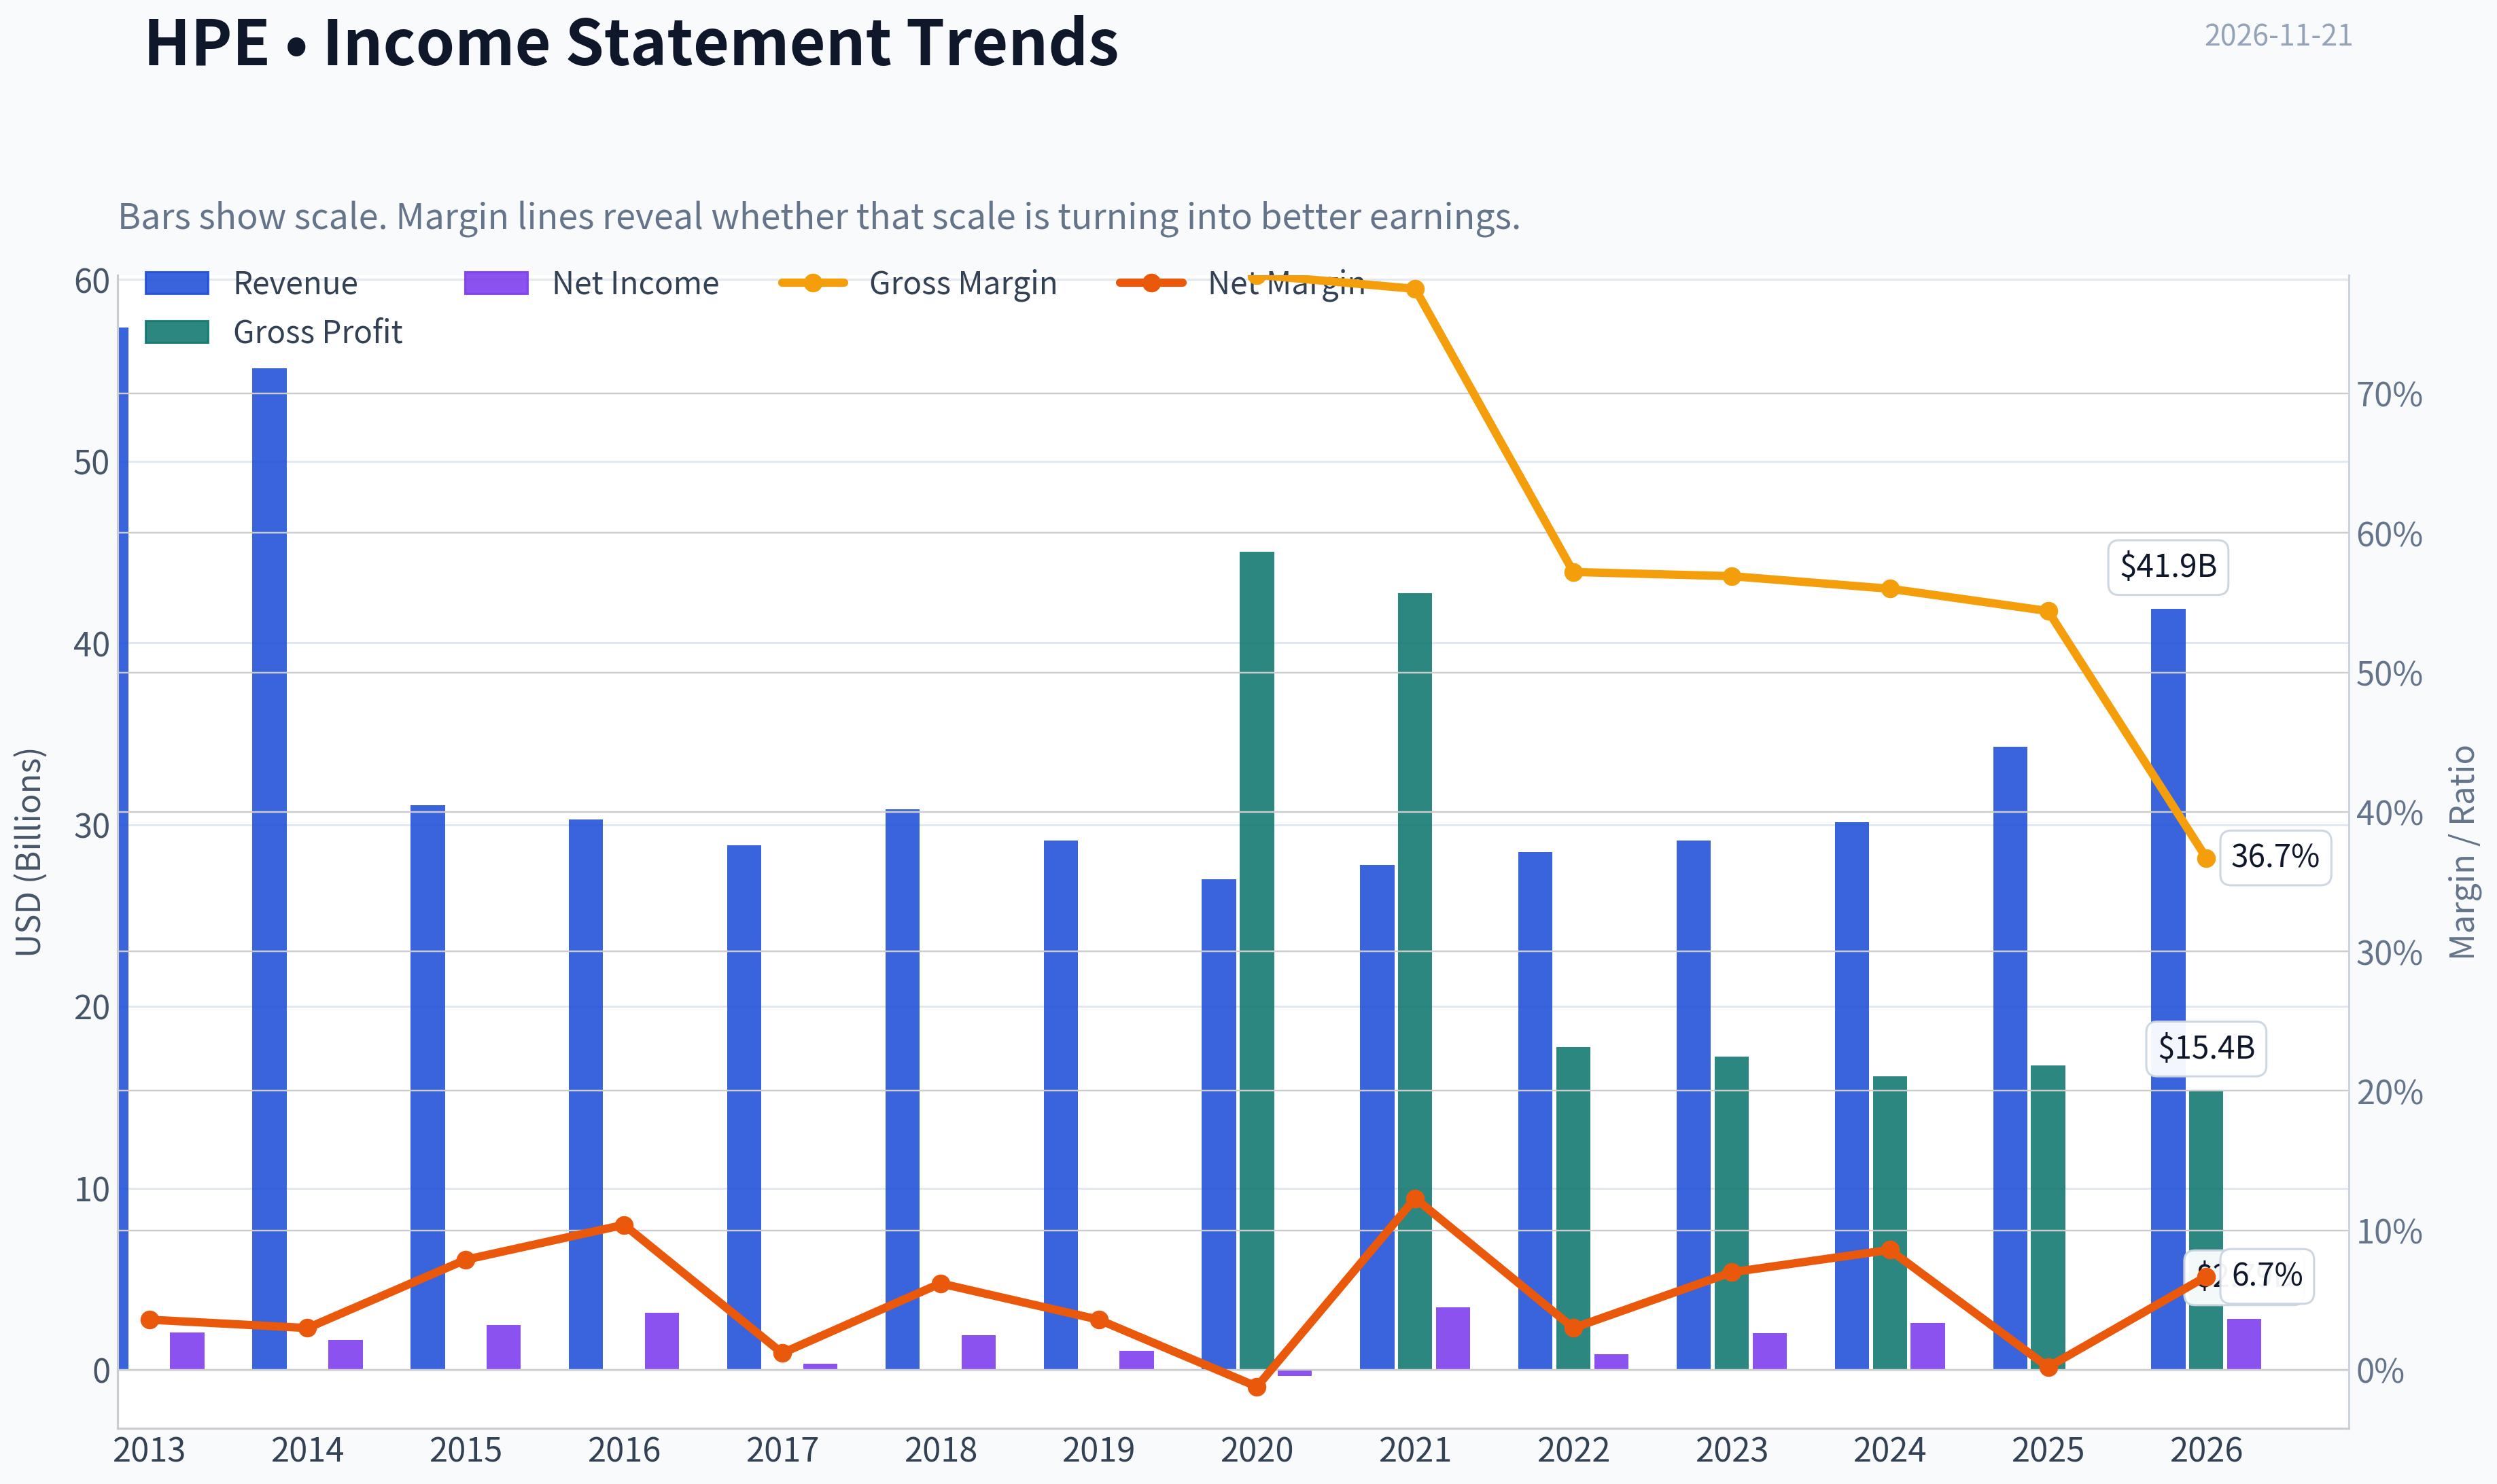 HPE • Income Statement Trends
2026-11-21
Bars show scale. Margin lines reveal whether that scale is turning into better earnings.
Revenue
Net Income
Gross Margin
Net Margin
Gross Profit
60
50
40
30
20
10
0
USD (Billions)
70%
60%
50%
40%
30%
20%
10%
0%
Margin / Ratio
$41.9B
36.7%
$15.4B
6.7%
2013
2014
2015
2016
2017
2018
2019
2020
2021
2022
2023
2024
2025
2026